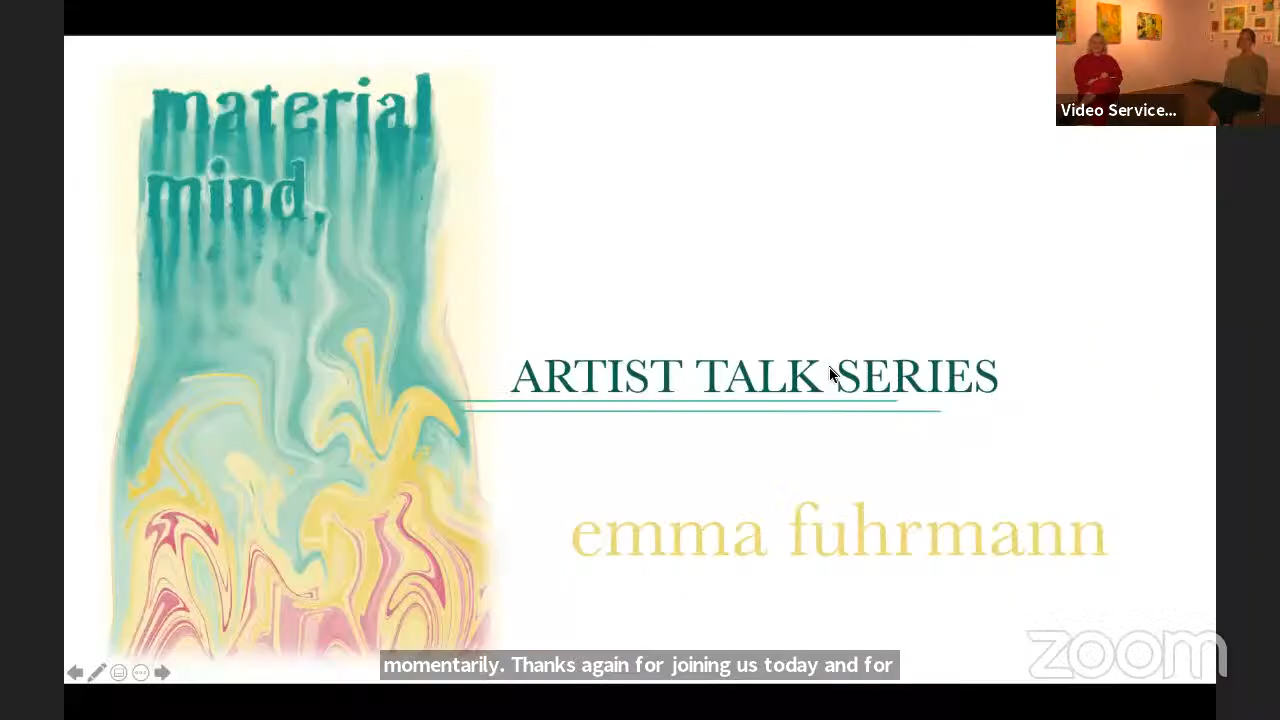 material
mind,
Video Service...
ARTIST TALK SERIES
emma fuhrmann
momentarily. Thanks again for joining us today and for
zoom